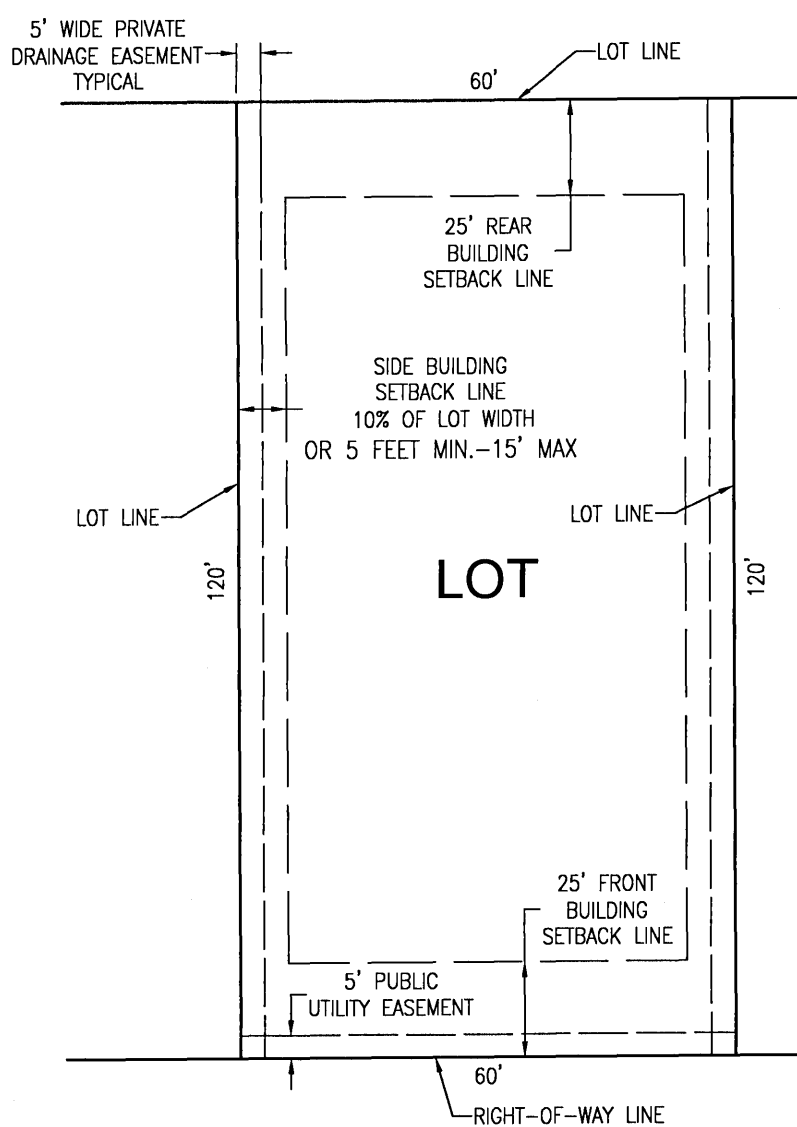 5' WIDE PRIVATE
DRAINAGE EASEMENT
TYPICAL
LOT LINE
60'
25' REAR
BUILDING
SETBACK LINE
SIDE BUILDING
SETBACK LINE
10% OF LOT WIDTH
OR 5 FEET MIN.-15' MAX
LOT LINE
LOT LINE
120'
LOT
120'
25' FRONT
BUILDING
SETBACK LINE
5' PUBLIC
UTILITY EASEMENT
60'
RIGHT-OF-WAY LINE